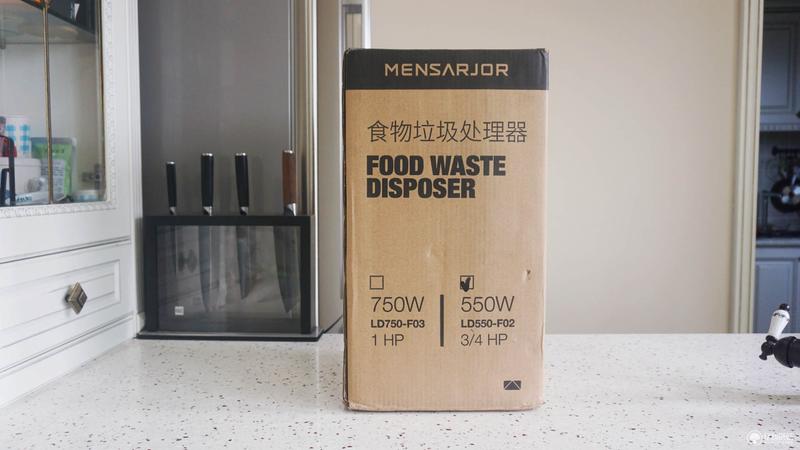 MENSARJOR
食物垃圾处理器
FOOD WASTE
DISPOSER
750W
LD750-F03
1 HP
550W
LD550-F02
3/4 HP